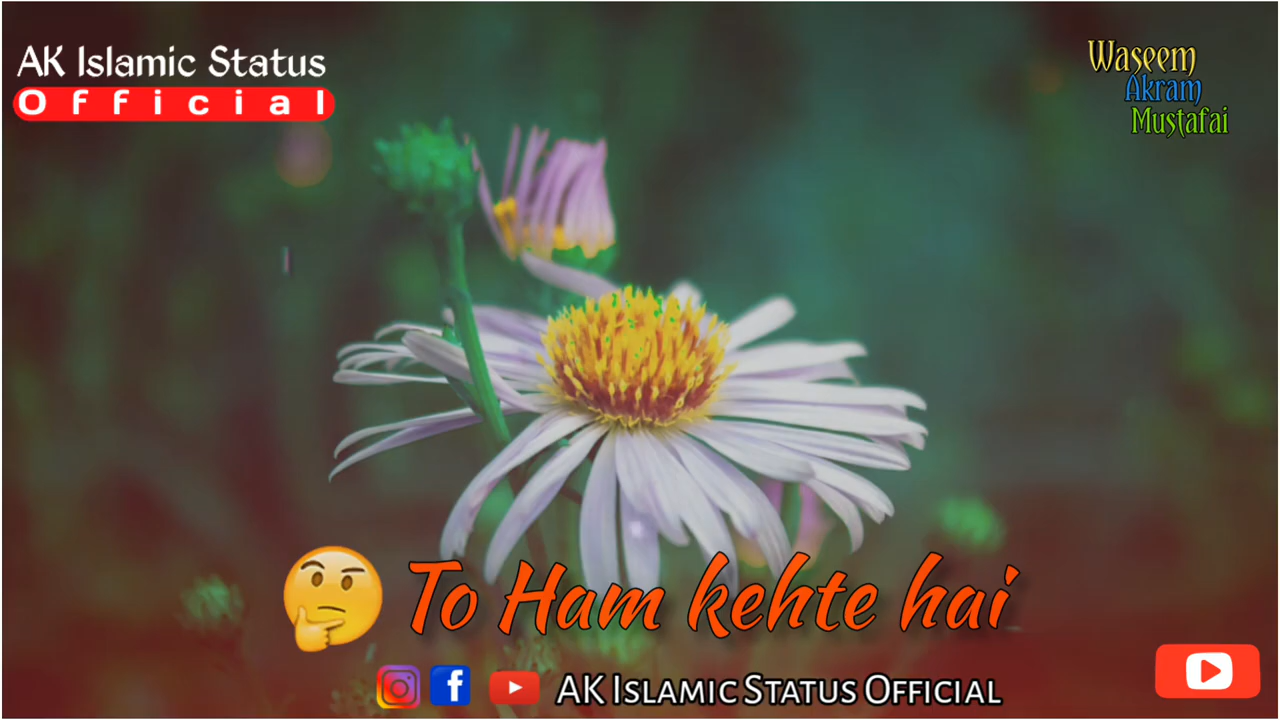 AK Islamic Status
Official
Waseem
Akram
Mustafai
To Ham kehte hai
AK Islamic Status Official